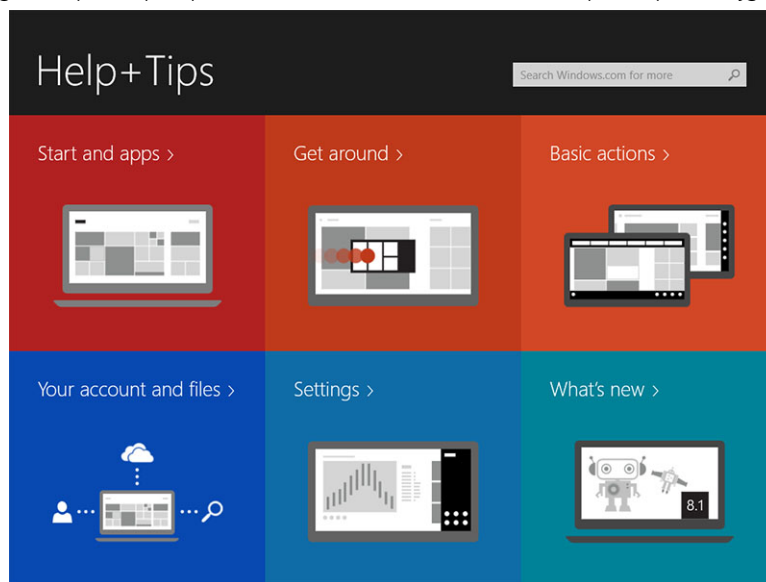 Help+Tips
Search Windows.com for more
Start and apps >
Get around >
Basic actions >
Your account and files >
Settings >
What's new >
8.1